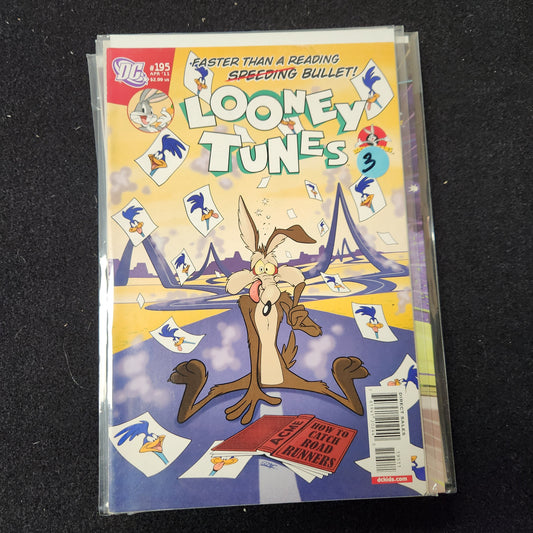 DC
#195
APR '11
$2.99 US
FASTER THAN A READING
SPEEDING BULLET!
LOONEY
TUNES
3
ACME
HOW TO
CATCH
ROAD
RUNNERS
DIRECT SALES
dckids.com